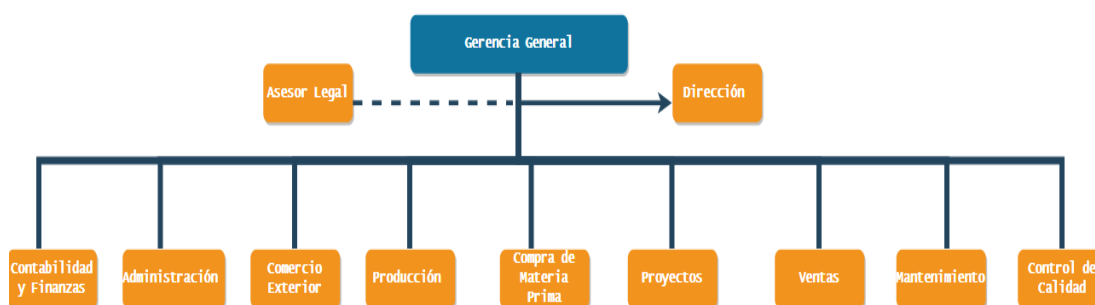 Gerencia General
Asesor Legal
Dirección
Contabilidad
y Finanzas
Administración
Comercio
Exterior
Producción
Compra de
Materia
Prima
Proyectos
Ventas
Mantenimiento
Control de
Calidad